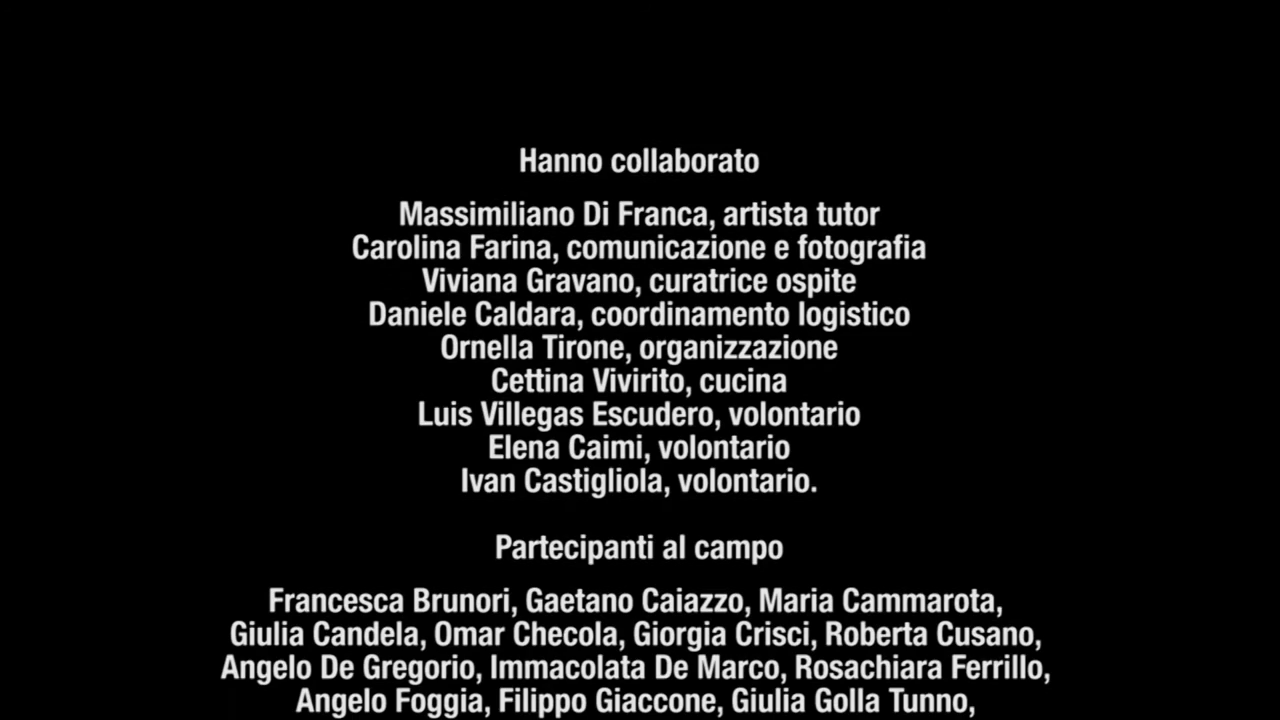 Hanno collaborato
Massimiliano Di Franca, artista tutor
Carolina Farina, comunicazione e fotografia
Viviana Gravano, curatrice ospite
Daniele Caldara, coordinamento logistico
Ornella Tirone, organizzazione
Cettina Vivirito, cucina
Luis Villegas Escudero, volontario
Elena Caimi, volontario
Ivan Castigliola, volontario.
Partecipanti al campo
Francesca Brunori, Gaetano Caiazzo, Maria Cammarota,
Giulia Candela, Omar Checola, Giorgia Crisci, Roberta Cusano,
Angelo De Gregorio, Immacolata De Marco, Rosachiara Ferrillo,
Angelo Foggia, Filippo Giaccone, Giulia Golla Tunno,